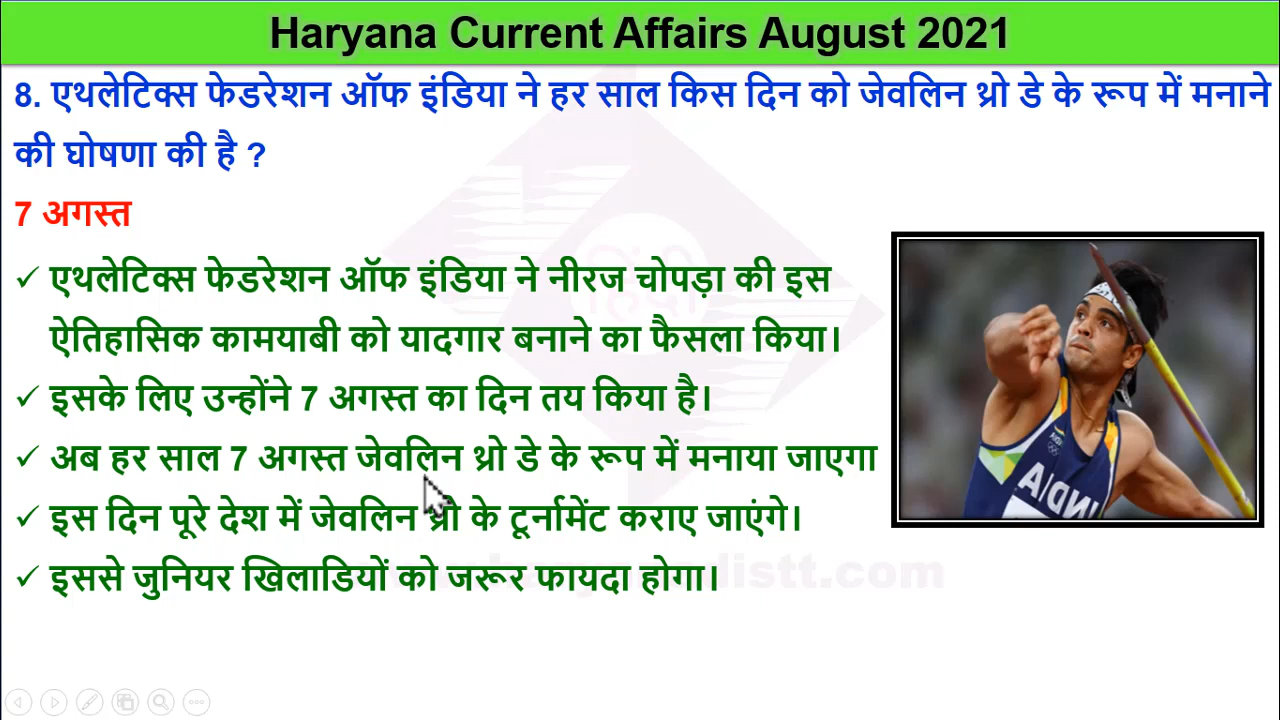 Haryana Current Affairs August 2021
8. एथलेटिक्स फेडरेशन ऑफ इंडिया ने हर साल किस दिन को जेवलिन थ्रो डे के रूप में मनाने
की घोषणा की है ?
7 अगस्त
✓ एथलेटिक्स फेडरेशन ऑफ इंडिया ने नीरज चोपड़ा की इस
ऐतिहासिक कामयाबी को यादगार बनाने का फैसला किया।
✓ इसके लिए उन्होंने 7 अगस्त का दिन तय किया है।
✓ अब हर साल 7 अगस्त जेवलिन थ्रो डे के रूप में मनाया जाएगा
✓ इस दिन पूरे देश में जेवलिन थ्रो के टूर्नामेंट कराए जाएंगे।
✓ इससे जुनियर खिलाडियों को जरूर फायदा होगा।
हिंदी
INDIA